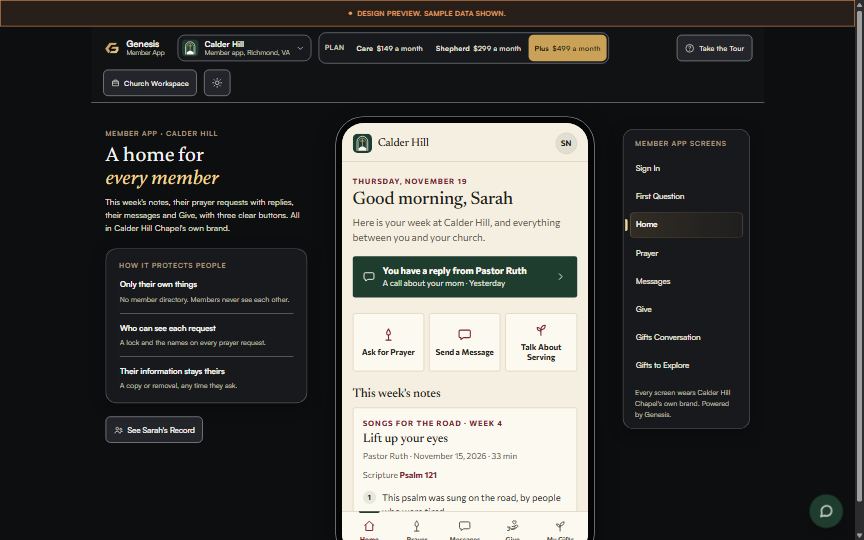 DESIGN PREVIEW. SAMPLE DATA SHOWN.
Genesis
Member App
Calder Hill
Member app, Richmond, VA
PLAN
Care $149 a month
Shepherd $299 a month
Plus $499 a month
Take the Tour
Church Workspace
MEMBER APP · CALDER HILL
A home for
every member
This week's notes, their prayer requests with replies,
their messages and Give, with three clear buttons. All
in Calder Hill Chapel's own brand.
HOW IT PROTECTS PEOPLE
Only their own things
No member directory. Members never see each other.
Who can see each request
A lock and the names on every prayer request.
Their information stays theirs
A copy or removal, any time they ask.
See Sarah's Record
Calder Hill
SN
THURSDAY, NOVEMBER 19
Good morning, Sarah
Here is your week at Calder Hill, and everything
between you and your church.
You have a reply from Pastor Ruth
A call about your mom · Yesterday
Ask for Prayer
Send a Message
Talk About
Serving
This week's notes
SONGS FOR THE ROAD · WEEK 4
Lift up your eyes
Pastor Ruth · November 15, 2026 · 33 min
Scripture Psalm 121
1 This psalm was sung on the road, by people
Home
Prayer
Messages
Give
My Gifts
MEMBER APP SCREENS
Sign In
First Question
Home
Prayer
Messages
Give
Gifts Conversation
Gifts to Explore
Every screen wears Calder Hill
Chapel's own brand. Powered
by Genesis.